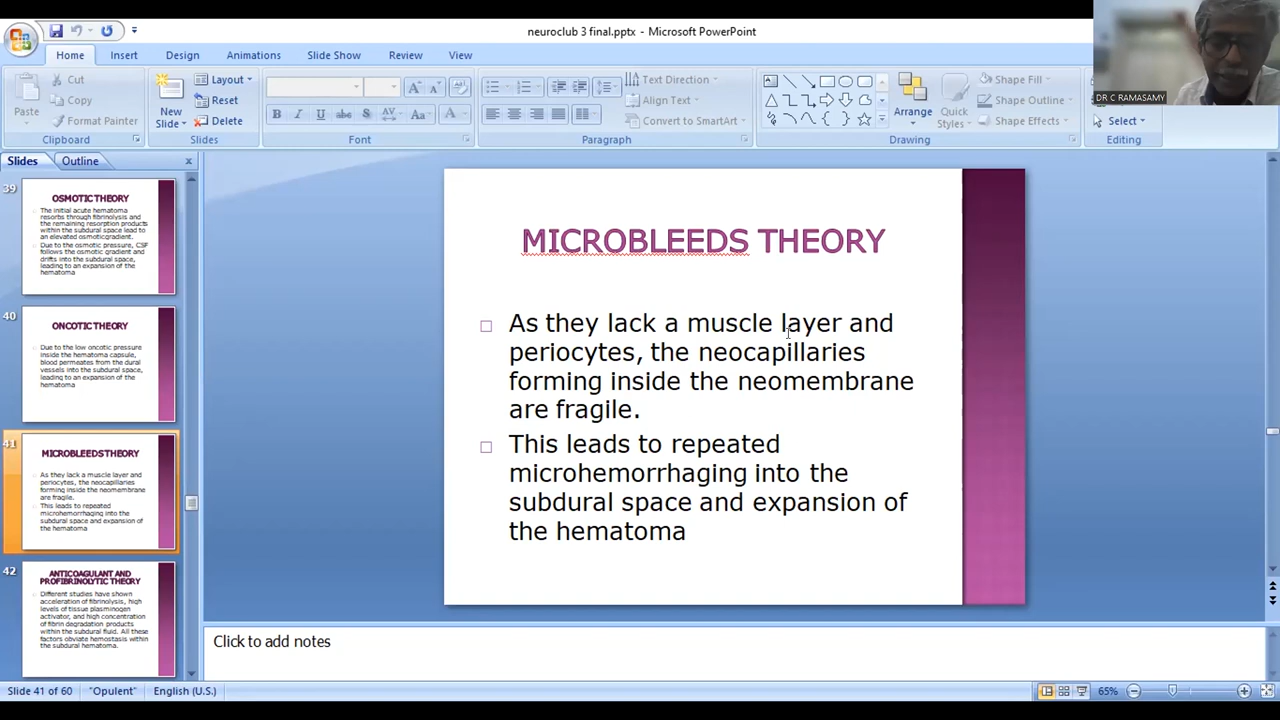 neuroclub 3 final.pptx - Microsoft PowerPoint
DR C RAMASAMY
Home Insert Design Animations Slide Show Review View
Paste
Cut
Copy
Format Painter
Clipboard
New Slide
Layout
Reset
Delete
Slides
B I U abc S AV Aa A
Font
Text Direction
Align Text
Convert to SmartArt
Paragraph
Arrange
Quick Styles
Shape Fill
Shape Outline
Shape Effects
Drawing
Select
Editing
Slides Outline
39
OSMOTIC THEORY
The initial acute hematoma
resorbs through fibrinolysis and
the remaining resorption products
within the subdural space lead to
an elevated osmotic gradient.
Due to the osmotic pressure, CSF
follows the osmotic gradient and
drifts into the subdural space,
leading to an expansion of the
hematoma
40
ONCOTIC THEORY
Due to the low oncotic pressure
inside the hematoma capsule,
blood permeates from the dural
vessels into the subdural space,
leading to an expansion of the
hematoma
41
MICROBLEEDS THEORY
As they lack a muscle layer and
periocytes, the neocapillaries
forming inside the neomembrane
are fragile.
This leads to repeated
microhemorrhaging into the
subdural space and expansion of
the hematoma
42
ANTICOAGULANT AND
PROFIBRINOLYTIC THEORY
Different studies have shown
acceleration of fibrinolysis, high
levels of tissue plasminogen
activator, and high concentration
of fibrin degradation products
within the subdural fluid. All these
factors obviate hemostasis within
the subdural hematoma.
MICROBLEEDS THEORY
As they lack a muscle layer and
periocytes, the neocapillaries
forming inside the neomembrane
are fragile.
This leads to repeated
microhemorrhaging into the
subdural space and expansion of
the hematoma
Click to add notes
Slide 41 of 60 "Opulent" English (U.S.) 65%